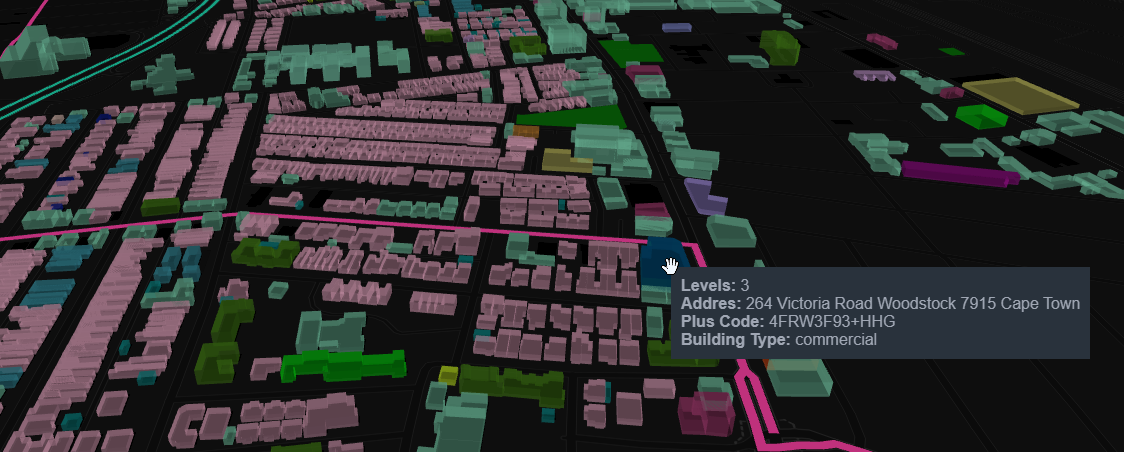 Levels: 3
Addres: 264 Victoria Road Woodstock 7915 Cape Town
Plus Code: 4FRW3F93+HHG
Building Type: commercial